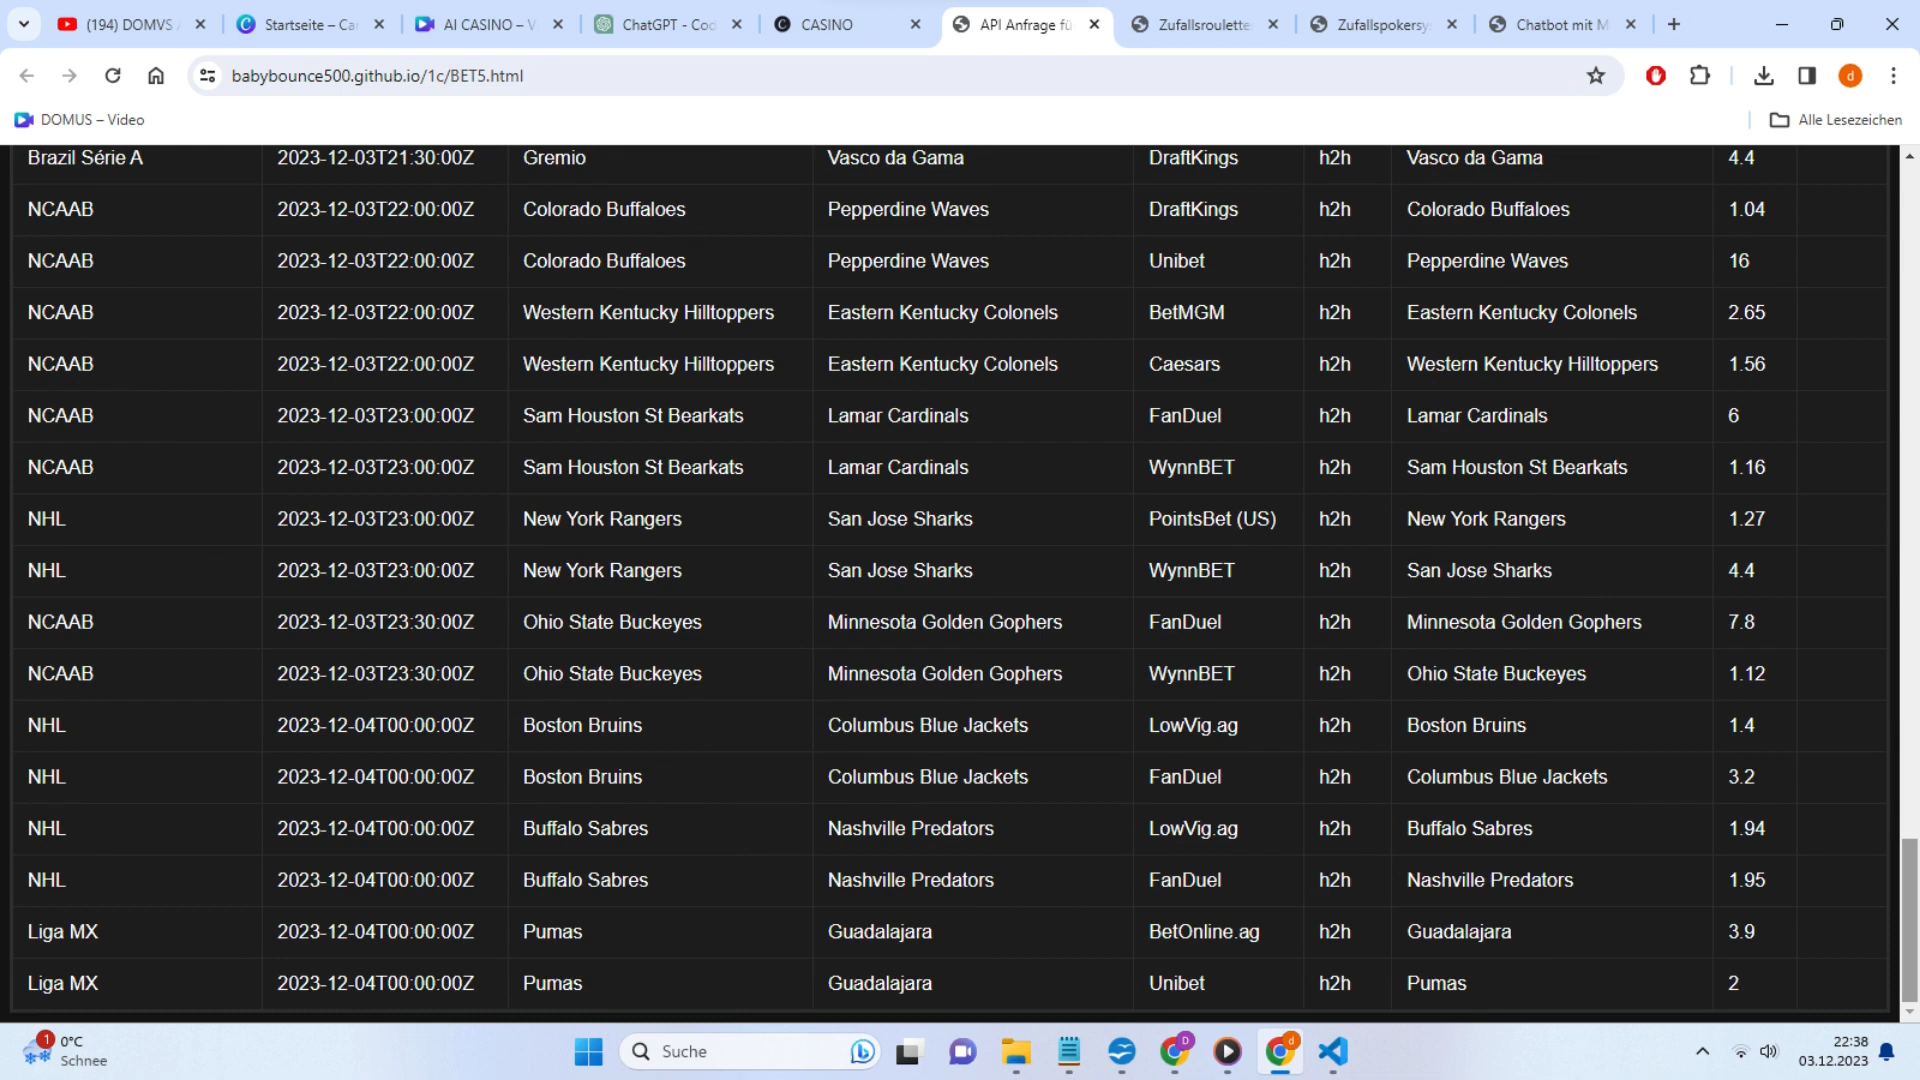 (194) DOMVS
Startseite – Ca
AI CASINO – V
ChatGPT - Cod
CASINO
API Anfrage fü
Zufallsroulette
Zufallspokersy
Chatbot mit M
babybounce500.github.io/1c/BET5.html
d
DOMUS – Video
Alle Lesezeichen
Brazil Série A 2023-12-03T21:30:00Z Gremio Vasco da Gama DraftKings h2h Vasco da Gama 4.4
NCAAB 2023-12-03T22:00:00Z Colorado Buffaloes Pepperdine Waves DraftKings h2h Colorado Buffaloes 1.04
NCAAB 2023-12-03T22:00:00Z Colorado Buffaloes Pepperdine Waves Unibet h2h Pepperdine Waves 16
NCAAB 2023-12-03T22:00:00Z Western Kentucky Hilltoppers Eastern Kentucky Colonels BetMGM h2h Eastern Kentucky Colonels 2.65
NCAAB 2023-12-03T22:00:00Z Western Kentucky Hilltoppers Eastern Kentucky Colonels Caesars h2h Western Kentucky Hilltoppers 1.56
NCAAB 2023-12-03T23:00:00Z Sam Houston St Bearkats Lamar Cardinals FanDuel h2h Lamar Cardinals 6
NCAAB 2023-12-03T23:00:00Z Sam Houston St Bearkats Lamar Cardinals WynnBET h2h Sam Houston St Bearkats 1.16
NHL 2023-12-03T23:00:00Z New York Rangers San Jose Sharks PointsBet (US) h2h New York Rangers 1.27
NHL 2023-12-03T23:00:00Z New York Rangers San Jose Sharks WynnBET h2h San Jose Sharks 4.4
NCAAB 2023-12-03T23:30:00Z Ohio State Buckeyes Minnesota Golden Gophers FanDuel h2h Minnesota Golden Gophers 7.8
NCAAB 2023-12-03T23:30:00Z Ohio State Buckeyes Minnesota Golden Gophers WynnBET h2h Ohio State Buckeyes 1.12
NHL 2023-12-04T00:00:00Z Boston Bruins Columbus Blue Jackets LowVig.ag h2h Boston Bruins 1.4
NHL 2023-12-04T00:00:00Z Boston Bruins Columbus Blue Jackets FanDuel h2h Columbus Blue Jackets 3.2
NHL 2023-12-04T00:00:00Z Buffalo Sabres Nashville Predators LowVig.ag h2h Buffalo Sabres 1.94
NHL 2023-12-04T00:00:00Z Buffalo Sabres Nashville Predators FanDuel h2h Nashville Predators 1.95
Liga MX 2023-12-04T00:00:00Z Pumas Guadalajara BetOnline.ag h2h Guadalajara 3.9
Liga MX 2023-12-04T00:00:00Z Pumas Guadalajara Unibet h2h Pumas 2
1
0°C
Schnee
Suche
D
d
22:38
03.12.2023